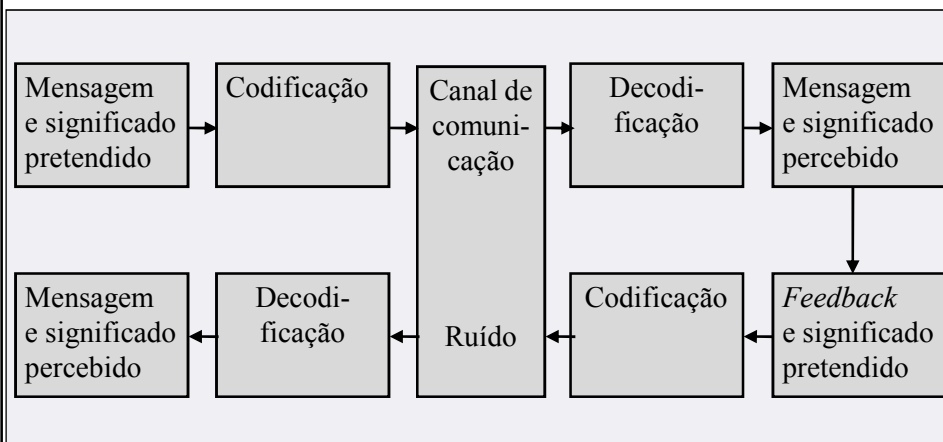 Mensagem
e significado
pretendido
Codificação
Canal de
comuni-
cação
Decodi-
ficação
Mensagem
e significado
percebido
Mensagem
e significado
percebido
Decodi-
ficação
Ruído
Codificação
Feedback
e significado
pretendido